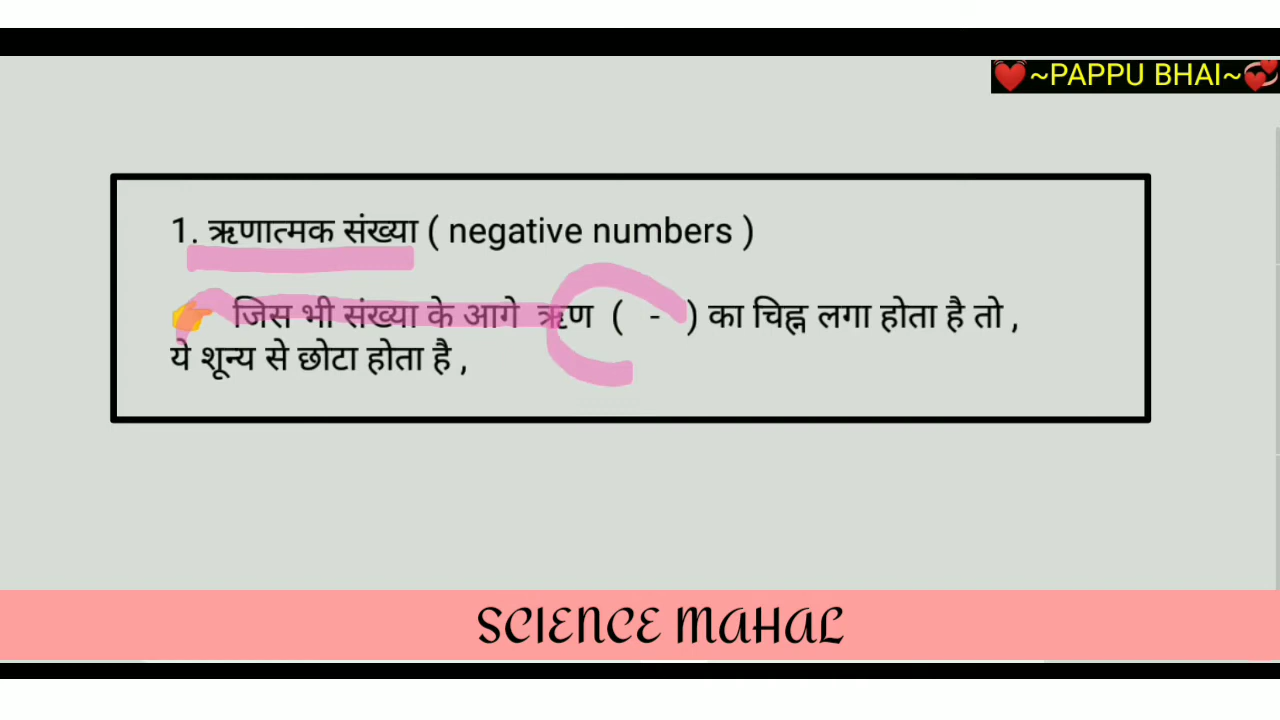 ❤️~PAPPU BHAI~💞
1. ऋणात्मक संख्या ( negative numbers )
👉 जिस भी संख्या के आगे ऋण ( - ) का चिह्न लगा होता है तो ,
ये शून्य से छोटा होता है ,
SCIENCE MAHAL